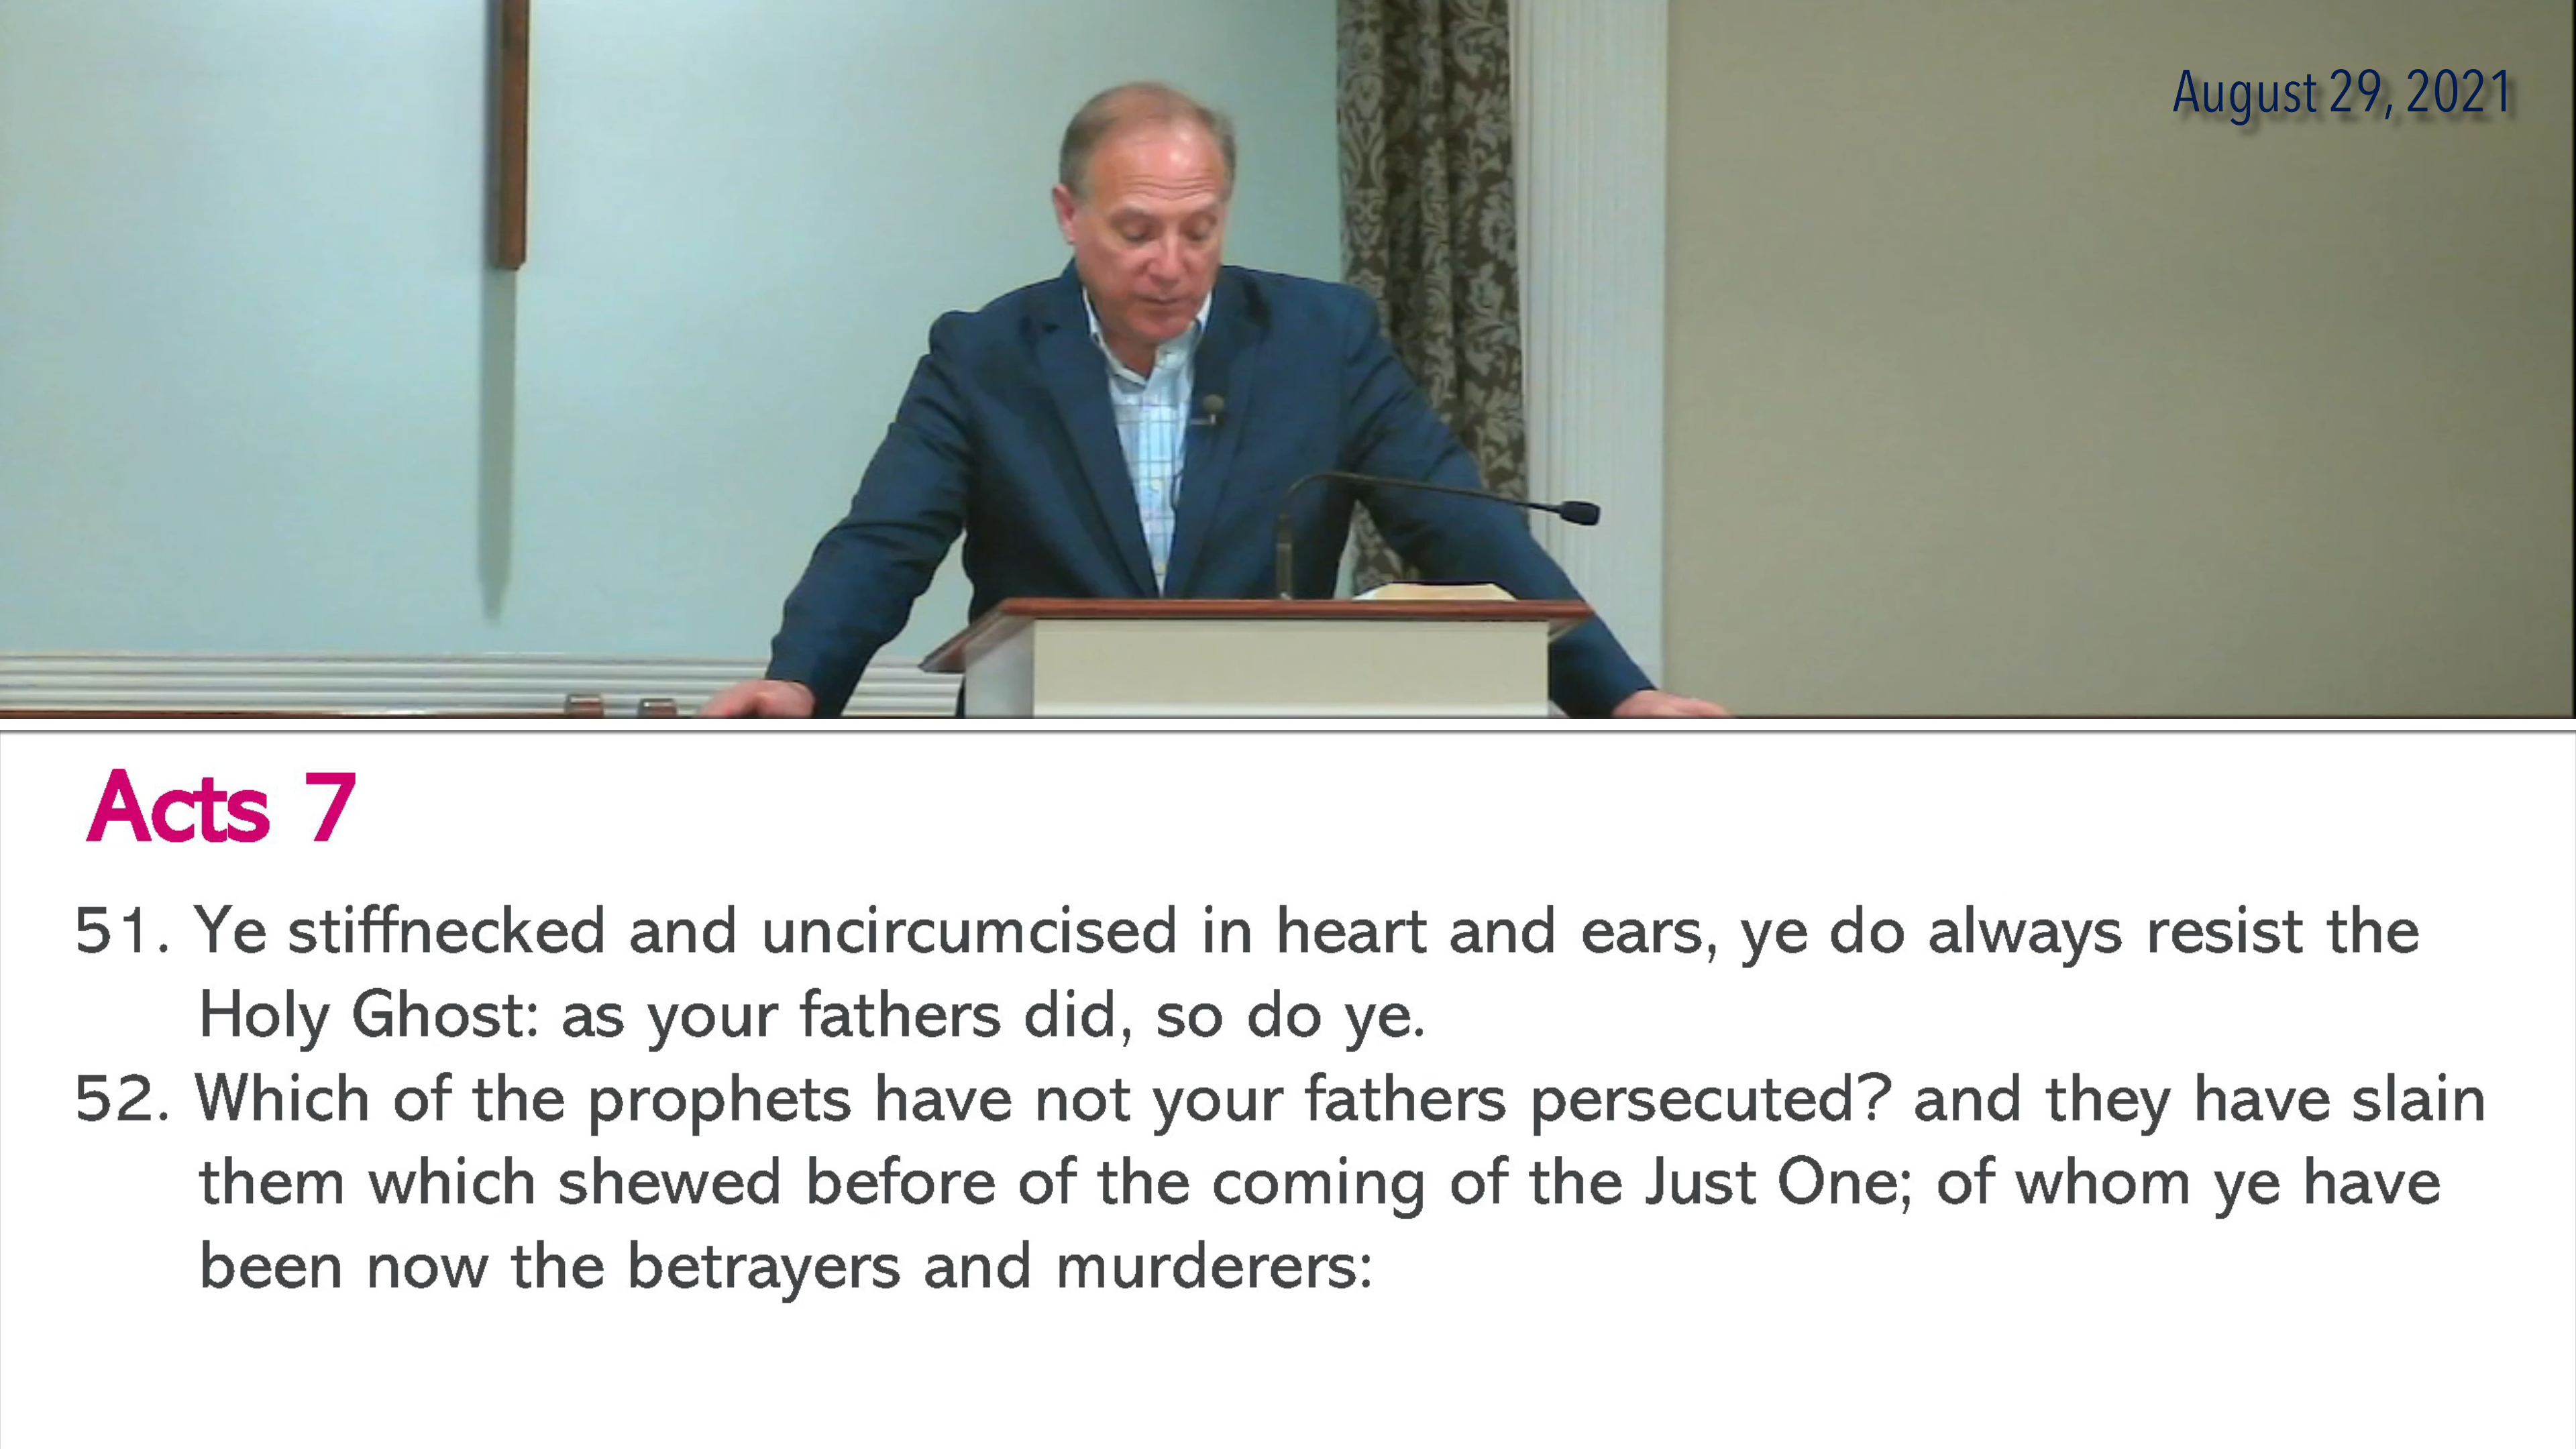 August 29, 2021
Acts 7
51. Ye stiffnecked and uncircumcised in heart and ears, ye do always resist the
Holy Ghost: as your fathers did, so do ye.
52. Which of the prophets have not your fathers persecuted? and they have slain
them which shewed before of the coming of the Just One; of whom ye have
been now the betrayers and murderers: